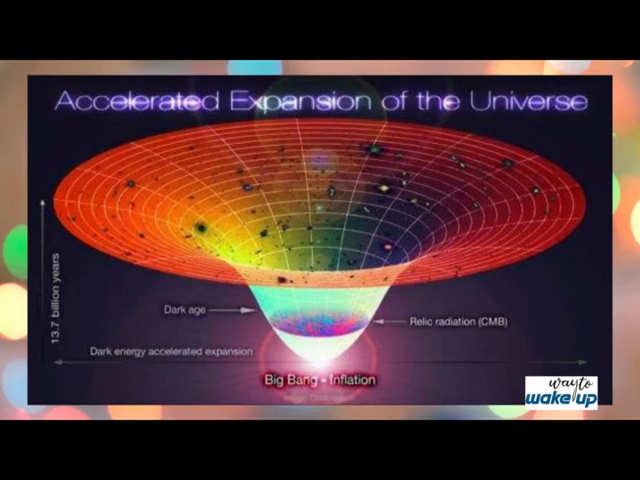 Accelerated Expansion of the Universe
13.7 billion years
Dark age
Relic radiation (CMB)
Dark energy accelerated expansion
Big Bang - Inflation
way to
wake up